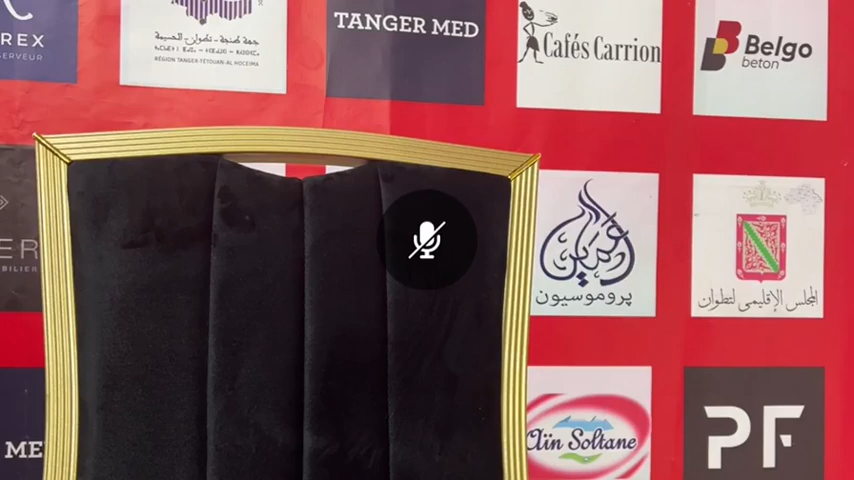 REX
SERVEUR
جهة طنجة - تطوان - الحسيمة
RÉGION TANGER-TÉTOUAN-AL HOCEIMA
TANGER MED
Cafés Carrion
Belgo
beton
ER
BILIER
بروموسيون
المجلس الإقليمي لتطوان
ME
Aïn Soltane
PF